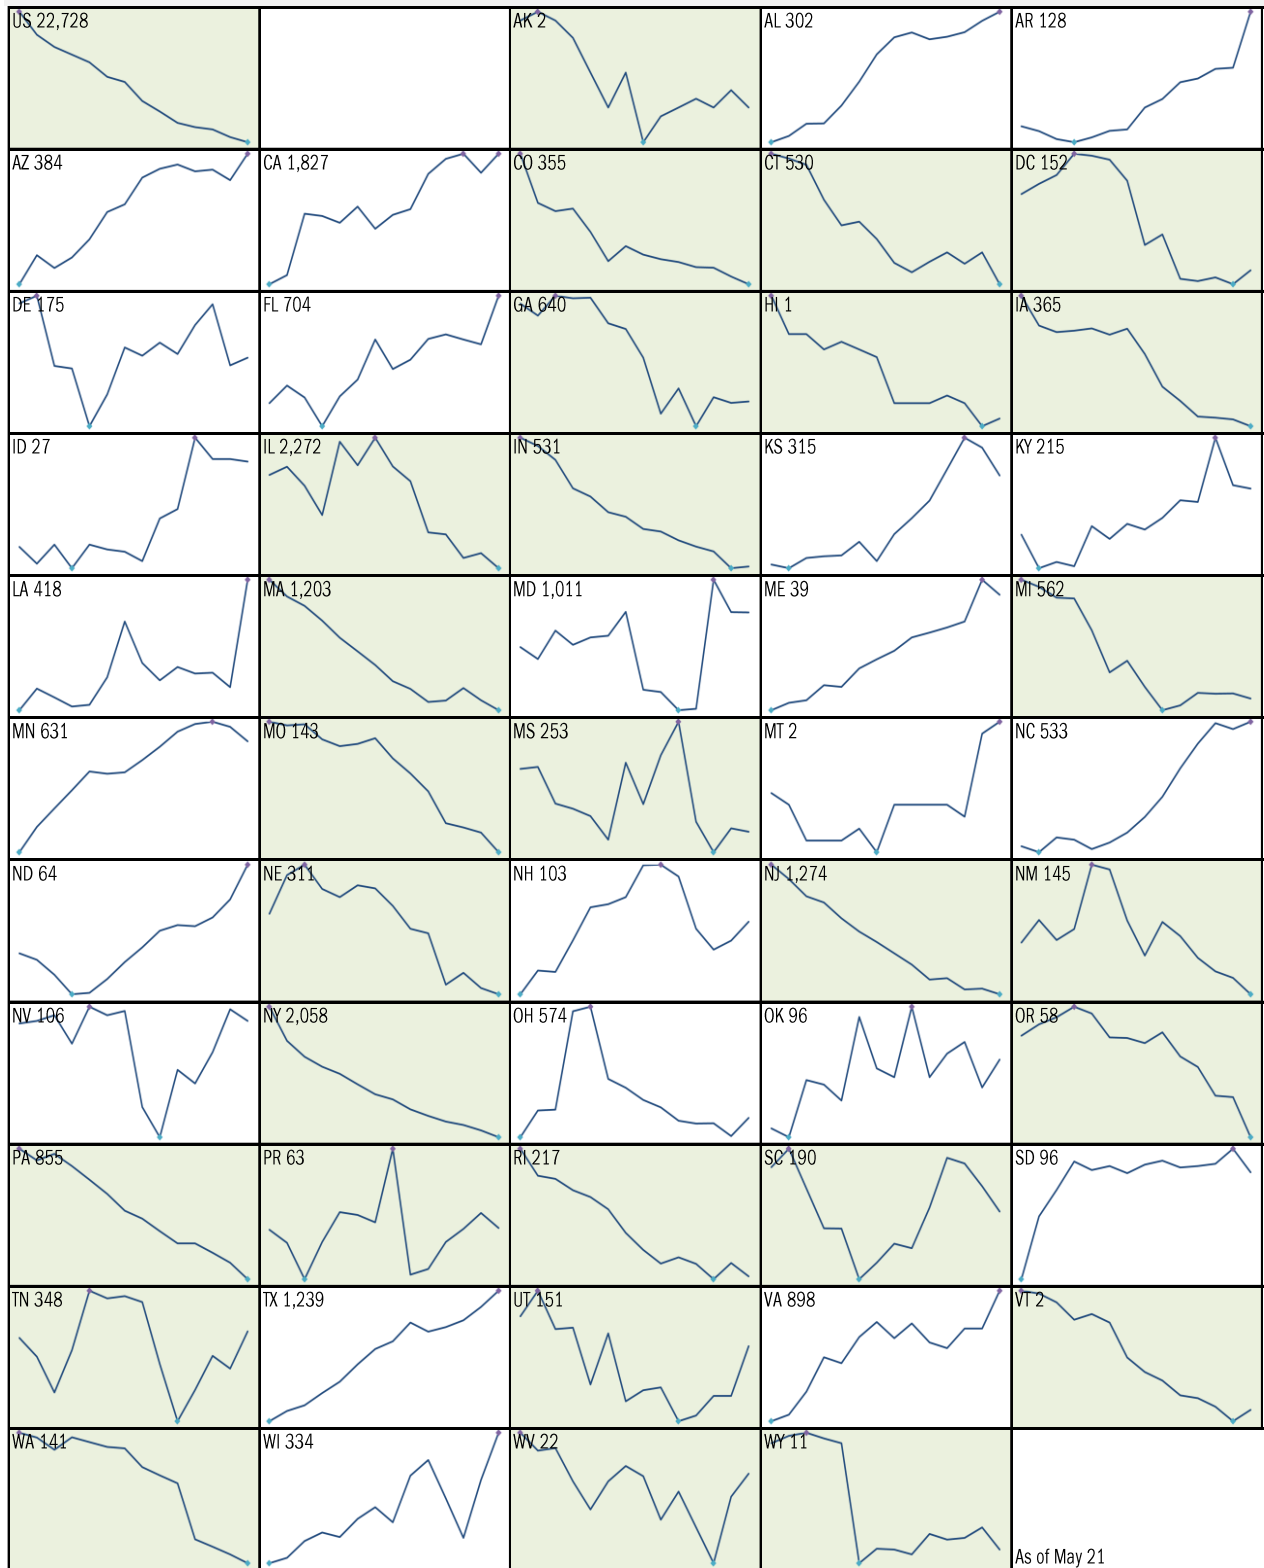 US 22,728
AK 2
AL 302
AR 128
AZ 384
CA 1,827
CO 355
CT 530
DC 152
DE 175
FL 704
GA 640
HI 1
IA 365
ID 27
IL 2,272
IN 531
KS 315
KY 215
LA 418
MA 1,203
MD 1,011
ME 39
MI 562
MN 631
MO 143
MS 253
MT 2
NC 533
ND 64
NE 311
NH 103
NJ 1,274
NM 145
NV 106
NY 2,058
OH 574
OK 96
OR 58
PA 855
PR 63
RI 217
SC 190
SD 96
TN 348
TX 1,239
UT 151
VA 898
VT 2
WA 141
WI 334
WV 22
WY 11
As of May 21